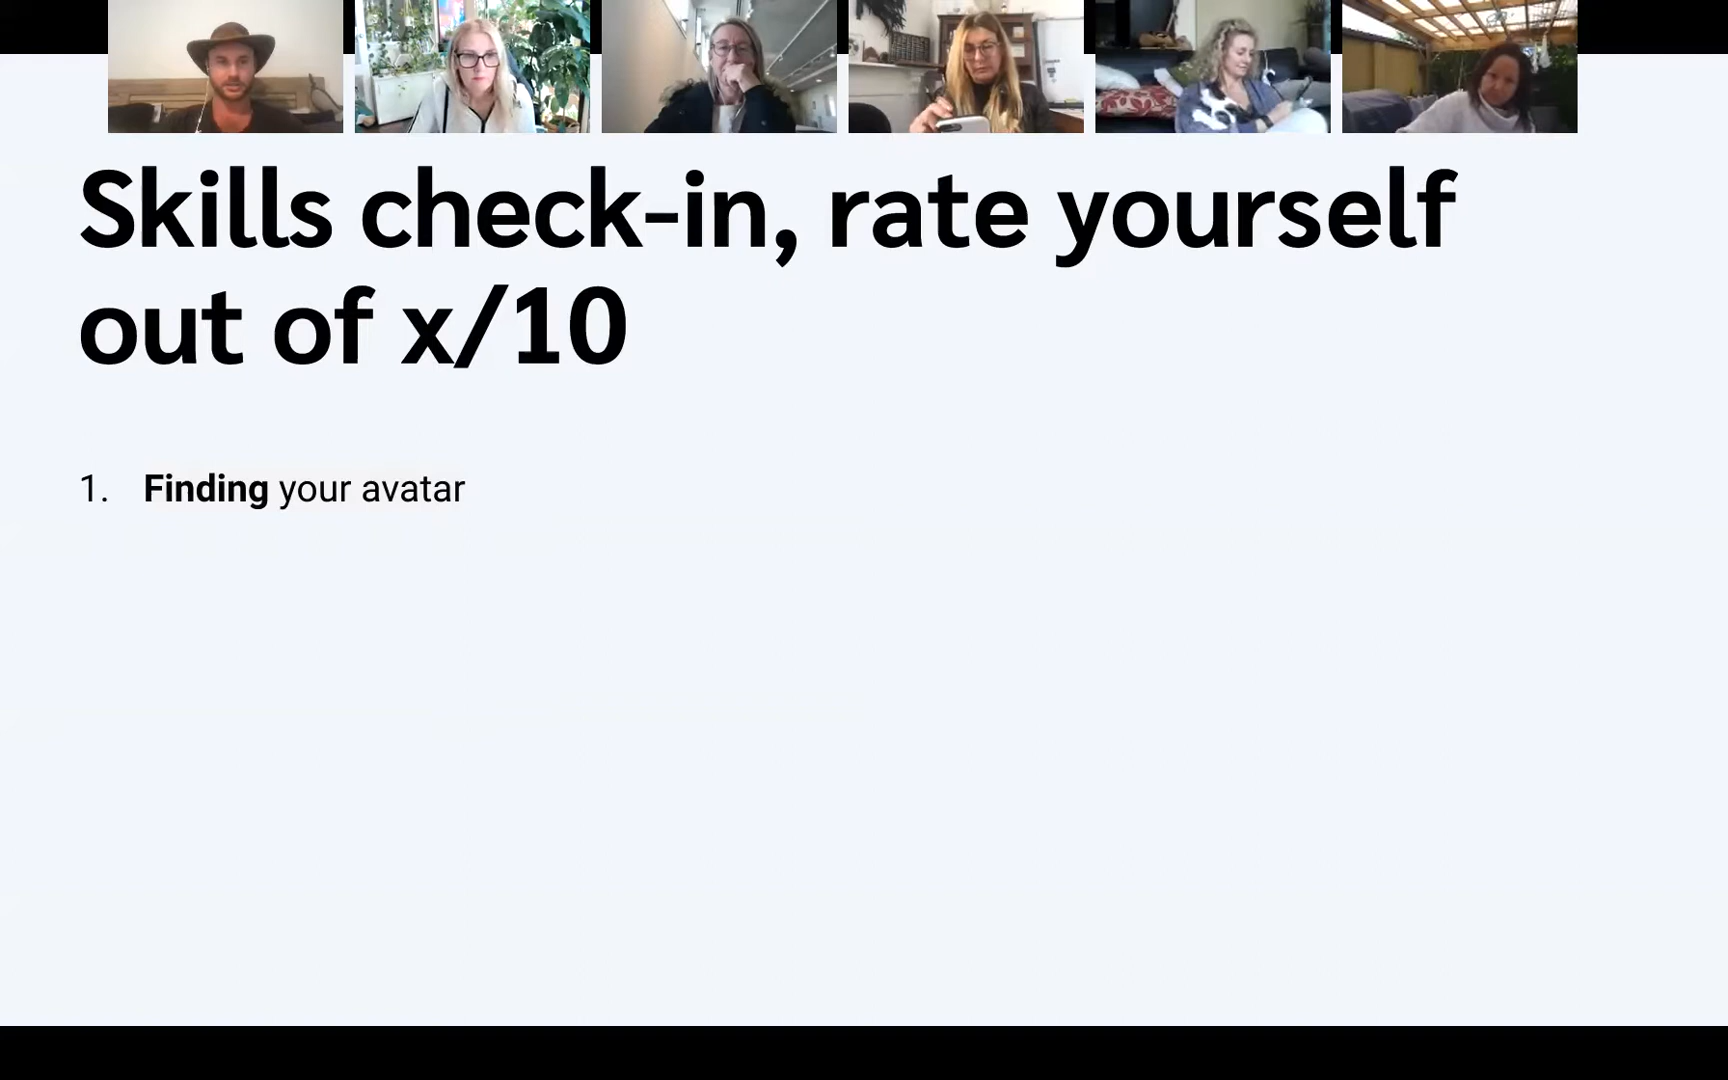 Skills check-in, rate yourself
out of x/10
1. Finding your avatar